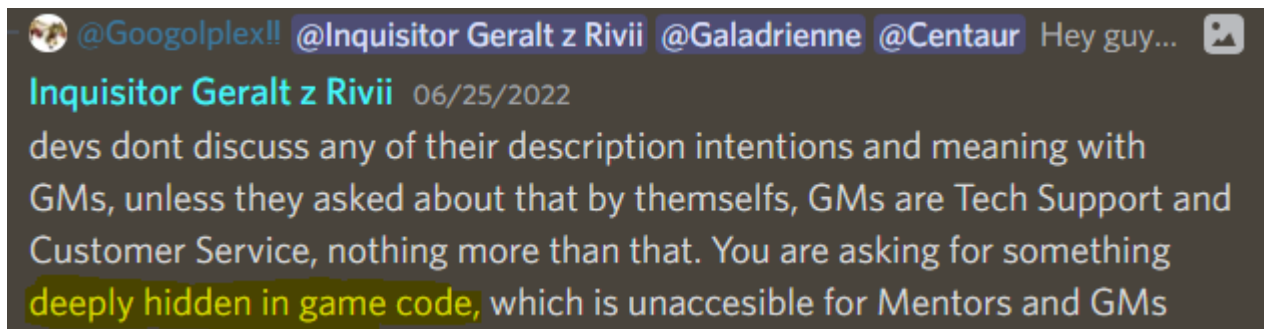 @Googolplex!! @Inquisitor Geralt z Rivii @Galadrienne @Centaur Hey guy...
Inquisitor Geralt z Rivii 06/25/2022
devs dont discuss any of their description intentions and meaning with
GMs, unless they asked about that by themselfs, GMs are Tech Support and
Customer Service, nothing more than that. You are asking for something
deeply hidden in game code, which is unaccesible for Mentors and GMs